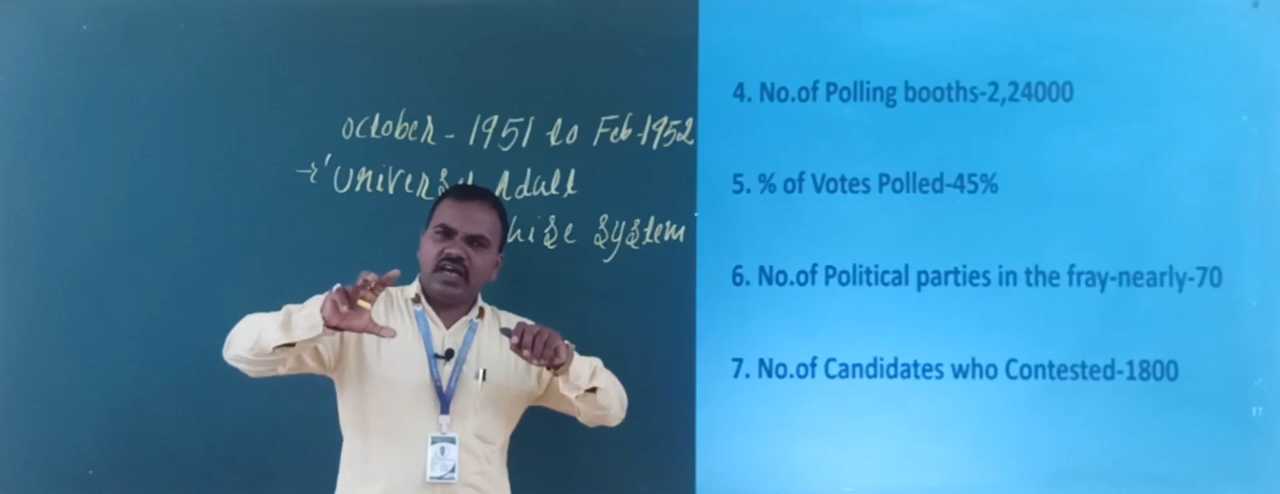 October - 1951 to Feb-1952
→ 'Univers Adult
hise system
4. No.of Polling booths-2,24000
5. % of Votes Polled-45%
6. No.of Political parties in the fray-nearly-70
7. No.of Candidates who Contested-1800